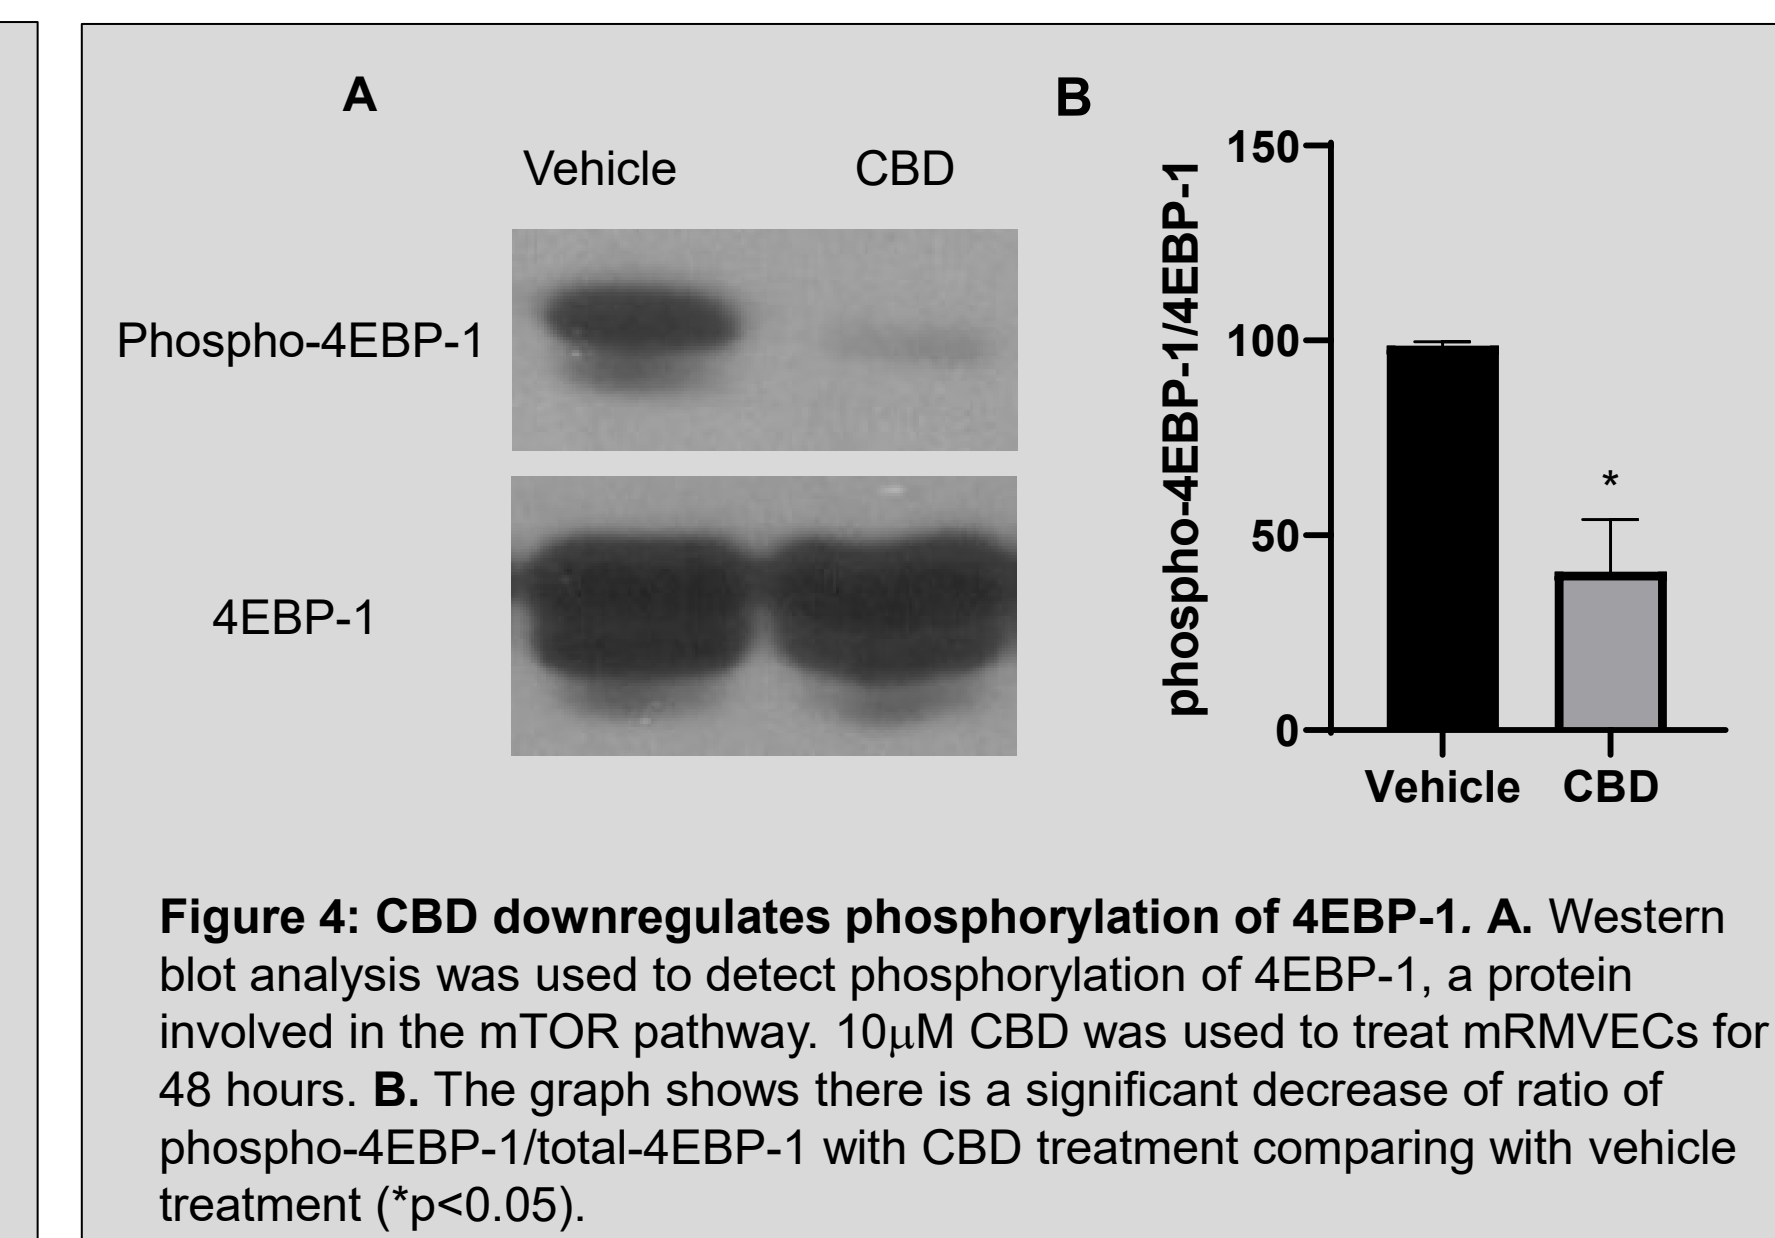 A
Vehicle CBD
Phospho-4EBP-1
4EBP-1
B
phospho-4EBP-1/4EBP-1
150
100
50
0
*
Vehicle CBD
Figure 4: CBD downregulates phosphorylation of 4EBP-1. A. Western
blot analysis was used to detect phosphorylation of 4EBP-1, a protein
involved in the mTOR pathway. 10μM CBD was used to treat mRMVECs for
48 hours. B. The graph shows there is a significant decrease of ratio of
phospho-4EBP-1/total-4EBP-1 with CBD treatment comparing with vehicle
treatment (*p<0.05).